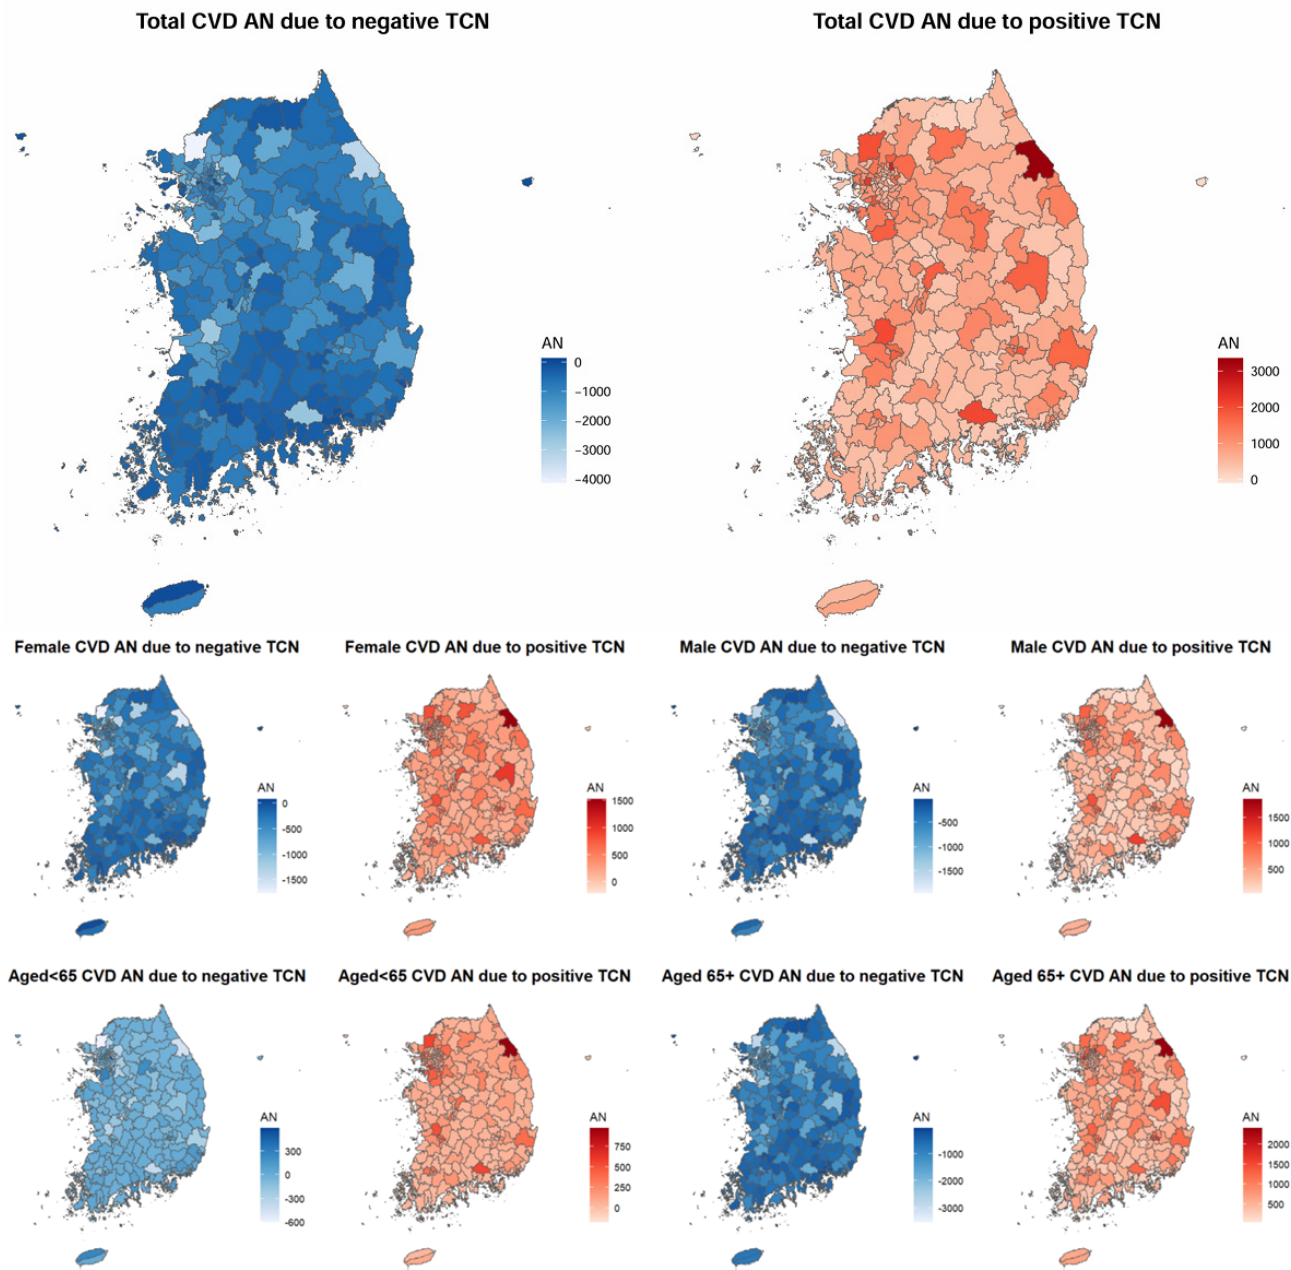 Total CVD AN due to negative TCN
Total CVD AN due to positive TCN
AN
0
−1000
−2000
−3000
−4000
AN
3000
2000
1000
0
Female CVD AN due to negative TCN
Female CVD AN due to positive TCN
Male CVD AN due to negative TCN
Male CVD AN due to positive TCN
AN
0
-500
-1000
-1500
AN
1500
1000
500
0
AN
-500
-1000
-1500
AN
1500
1000
500
Aged<65 CVD AN due to negative TCN
Aged<65 CVD AN due to positive TCN
Aged 65+ CVD AN due to negative TCN
Aged 65+ CVD AN due to positive TCN
AN
300
0
-300
-600
AN
750
500
250
0
AN
-1000
-2000
-3000
AN
2000
1500
1000
500